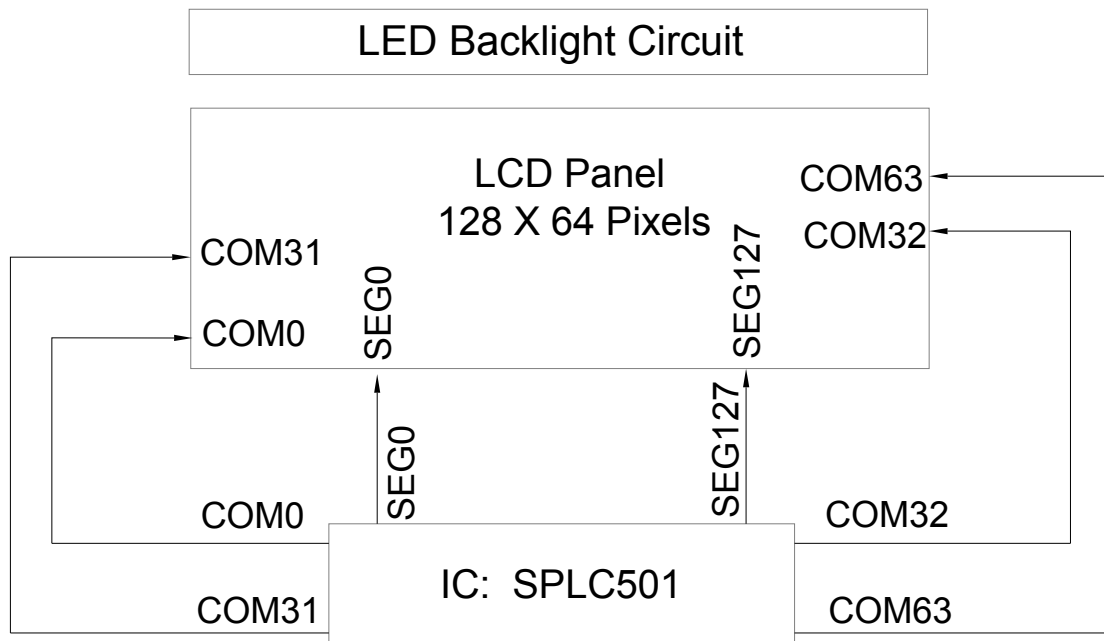 LED Backlight Circuit
LCD Panel
128 X 64 Pixels
COM63
COM32
COM31
COM0
SEG0
SEG127
SEG0
SEG127
COM0
COM32
IC:  SPLC501
COM31
COM63